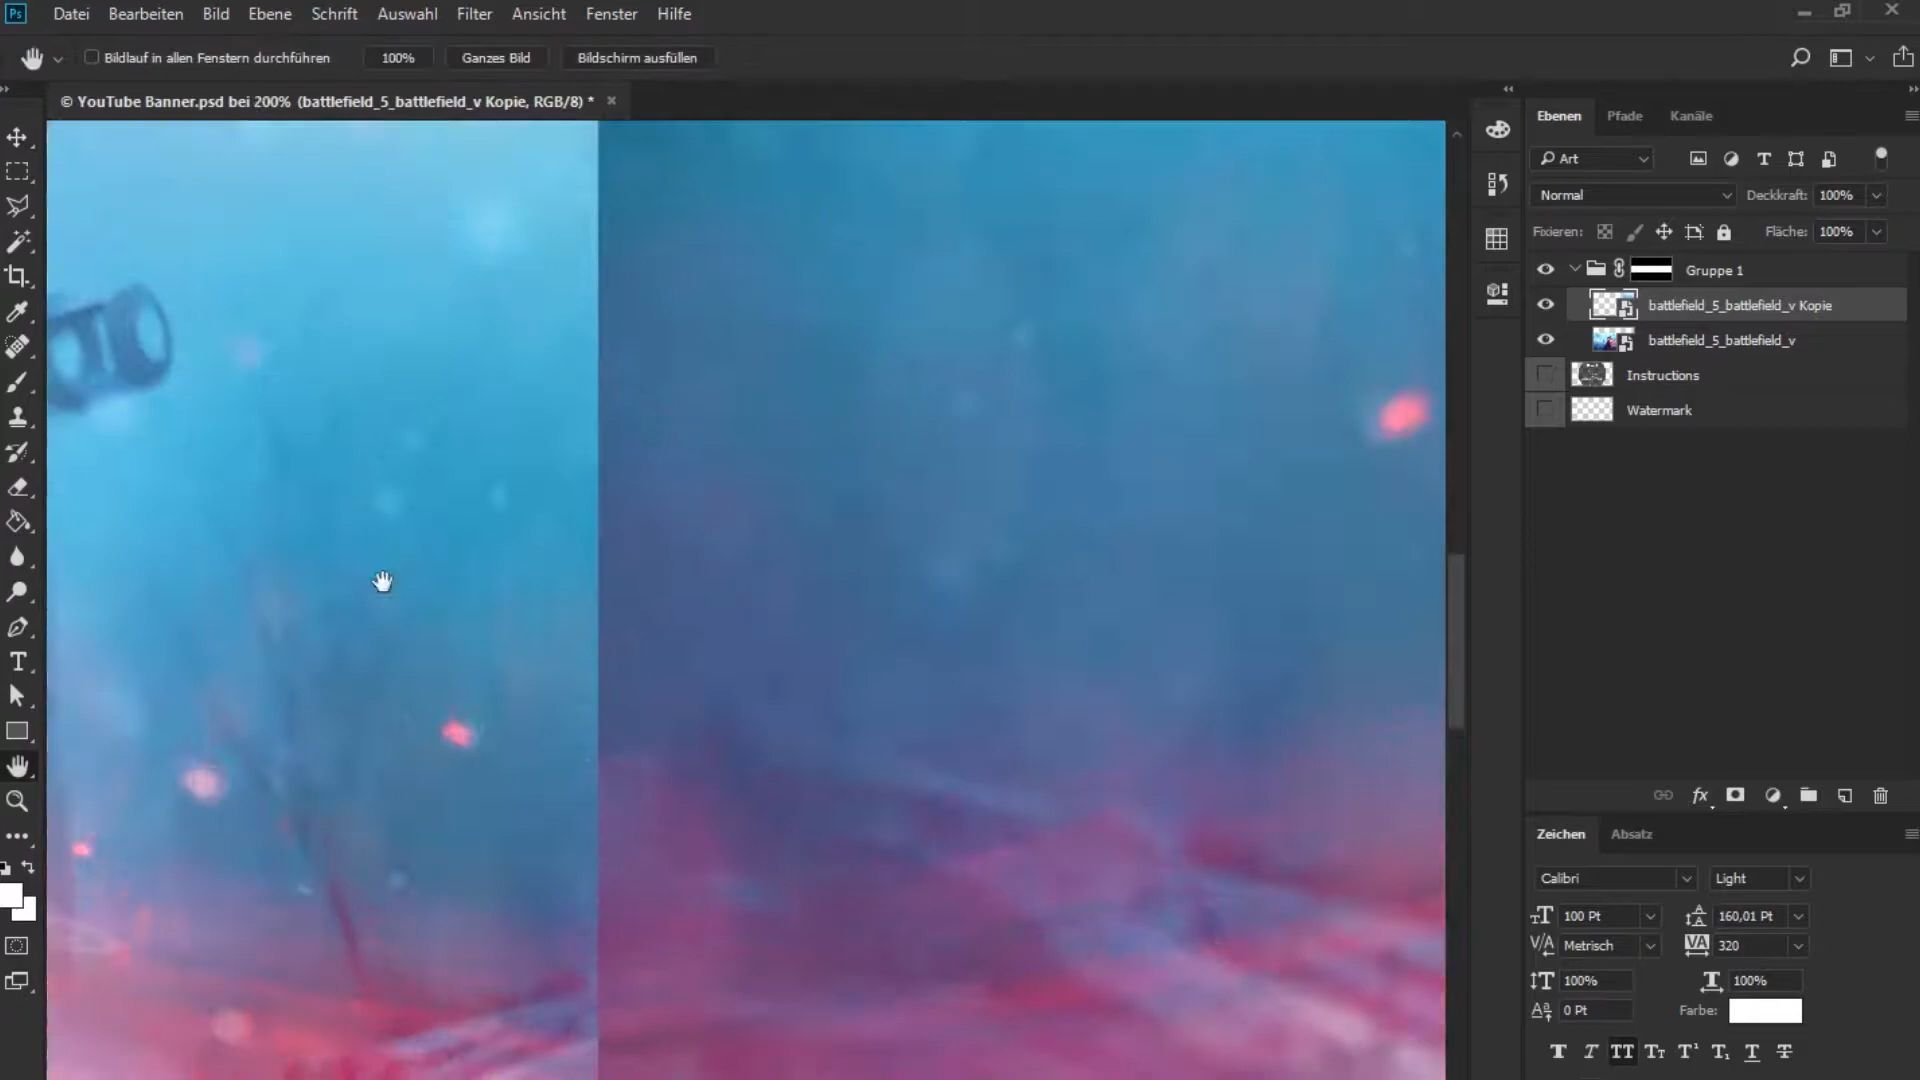 Ps Datei Bearbeiten Bild Ebene Schrift Auswahl Filter Ansicht Fenster Hilfe
Bildlauf in allen Fenstern durchführen 100% Ganzes Bild Bildschirm ausfüllen
© YouTube Banner.psd bei 200% (battlefield_5_battlefield_v Kopie, RGB/8) *
Ebenen Pfade Kanäle
Art
Normal Deckkraft: 100%
Fixieren: Fläche: 100%
Gruppe 1
battlefield_5_battlefield_v Kopie
battlefield_5_battlefield_v
Instructions
Watermark
fx
Zeichen Absatz
Calibri Light
100 Pt 160,01 Pt
Metrisch 320
100% 100%
0 Pt Farbe: